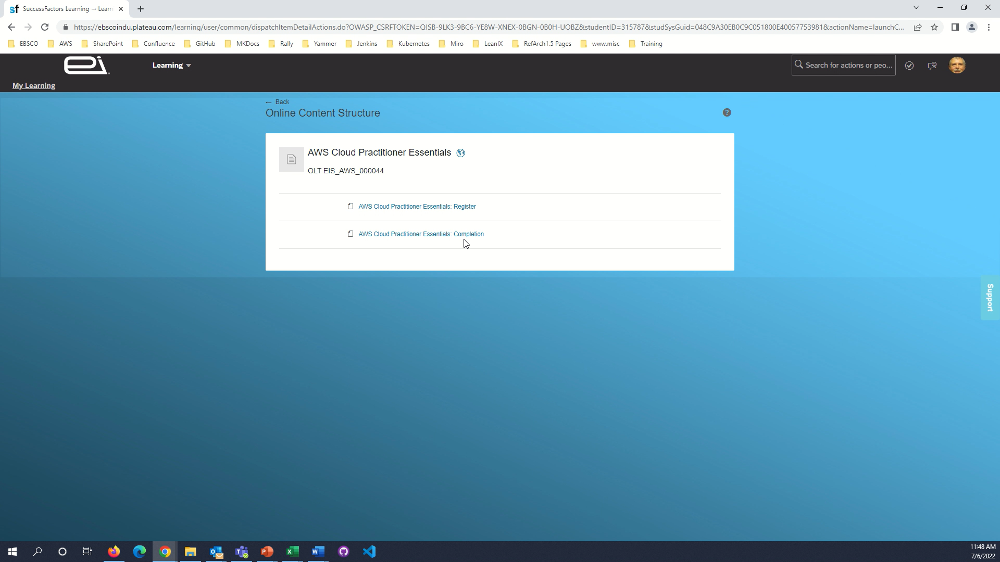 sf SuccessFactors Learning → Learn
https://ebscoindu.plateau.com/learning/user/common/dispatchItemDetailActions.do?OWASP_CSRFTOKEN=QISB-9LK3-9BC6-YE8W-XNEX-0BGN-0B0H-UOBZ&studentID=315787&studSysGuid=048C9A30EB0C9C051800E40057753981&actionName=launchC...
EBSCO AWS SharePoint Confluence GitHub MKDocs Rally Yammer Jenkins Kubernetes Miro LeanIX RefArch1.5 Pages www.misc Training
ei Learning Search for actions or peo...
My Learning
← Back
Online Content Structure ?
AWS Cloud Practitioner Essentials
OLT EIS_AWS_000044
AWS Cloud Practitioner Essentials: Register
AWS Cloud Practitioner Essentials: Completion
Support
11:48 AM
7/6/2022